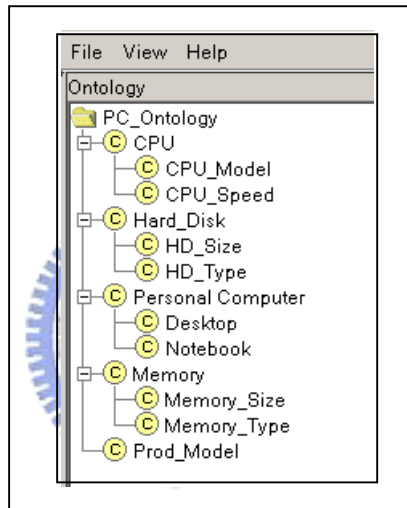 File View Help
Ontology
PC_Ontology
CPU
CPU_Model
CPU_Speed
Hard_Disk
HD_Size
HD_Type
Personal Computer
Desktop
Notebook
Memory
Memory_Size
Memory_Type
Prod_Model